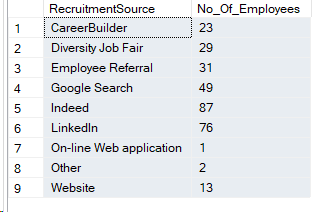 RecruitmentSource No_Of_Employees
1 CareerBuilder 23
2 Diversity Job Fair 29
3 Employee Referral 31
4 Google Search 49
5 Indeed 87
6 LinkedIn 76
7 On-line Web application 1
8 Other 2
9 Website 13